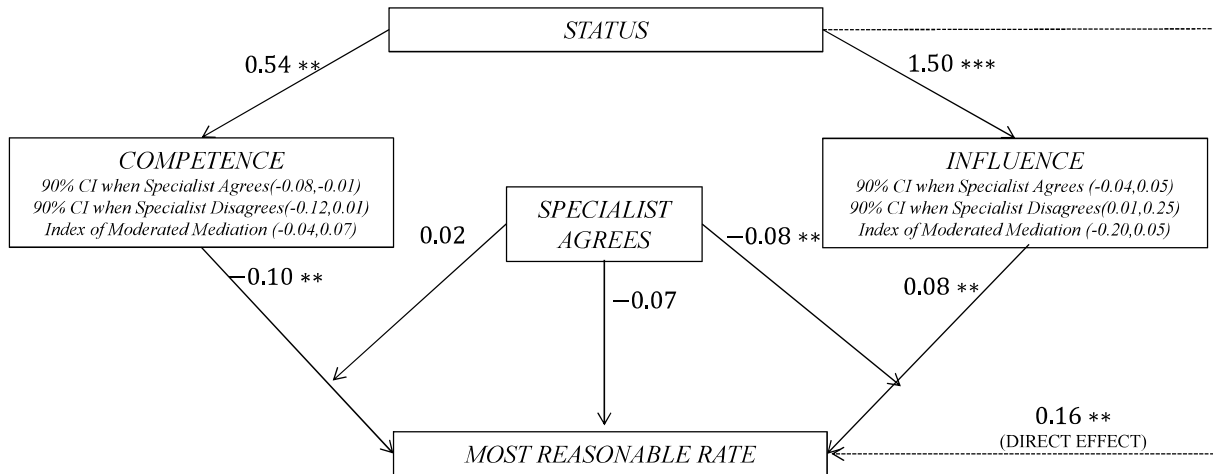 STATUS
0.54 **
1.50 ***
COMPETENCE
90% CI when Specialist Agrees(-0.08,-0.01)
90% CI when Specialist Disagrees(-0.12,0.01)
Index of Moderated Mediation (-0.04,0.07)
INFLUENCE
90% CI when Specialist Agrees (-0.04,0.05)
90% CI when Specialist Disagrees(0.01,0.25)
Index of Moderated Mediation (-0.20,0.05)
SPECIALIST
AGREES
0.02
−0.08 **
−0.10 **
−0.07
0.08 **
0.16 **
(DIRECT EFFECT)
MOST REASONABLE RATE